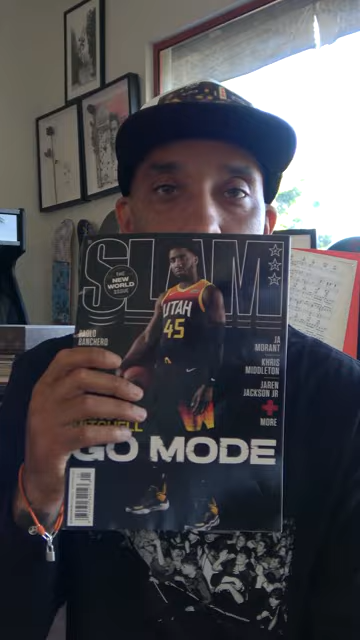 SLAM
THE
NEW
WORLD
ISSUE
UTAH
45
PAOLO
BANCHERO
JA
MORANT
KHRIS
MIDDLETON
JAREN
JACKSON JR
+
MORE
MITCHELL
GO MODE